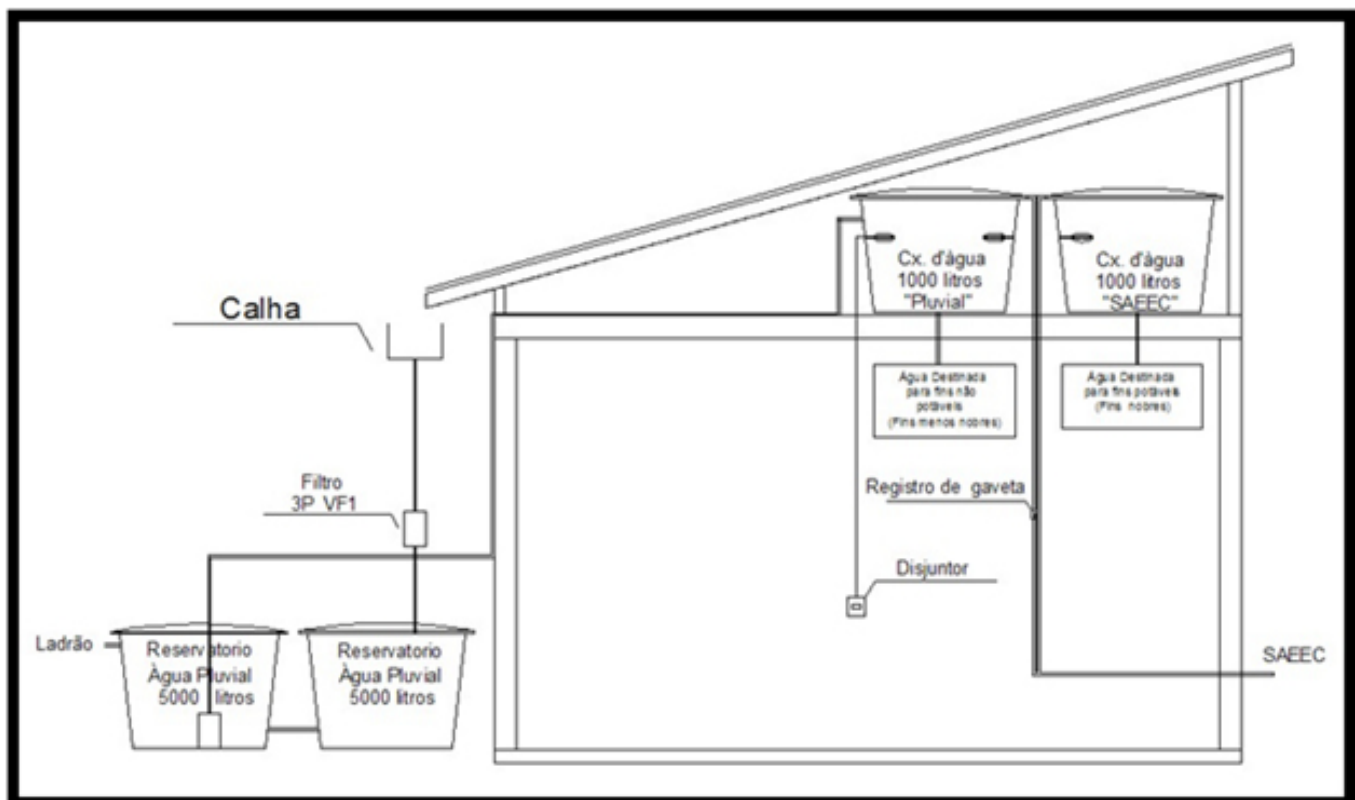 Calha
Filtro
3P VF1
Ladrão
Reservatorio
Àgua Pluvial
5000 litros
Reservatorio
Àgua Pluvial
5000 litros
Cx. d'àgua
1000 litros
"Pluvial"
Cx. d'àgua
1000 litros
"SAEEC"
Água Destinada
para fins não
potáveis
(Fins menos nobres)
Água Destinada
para fins potáveis
(Fins nobres)
Registro de gaveta
Disjuntor
SAEEC